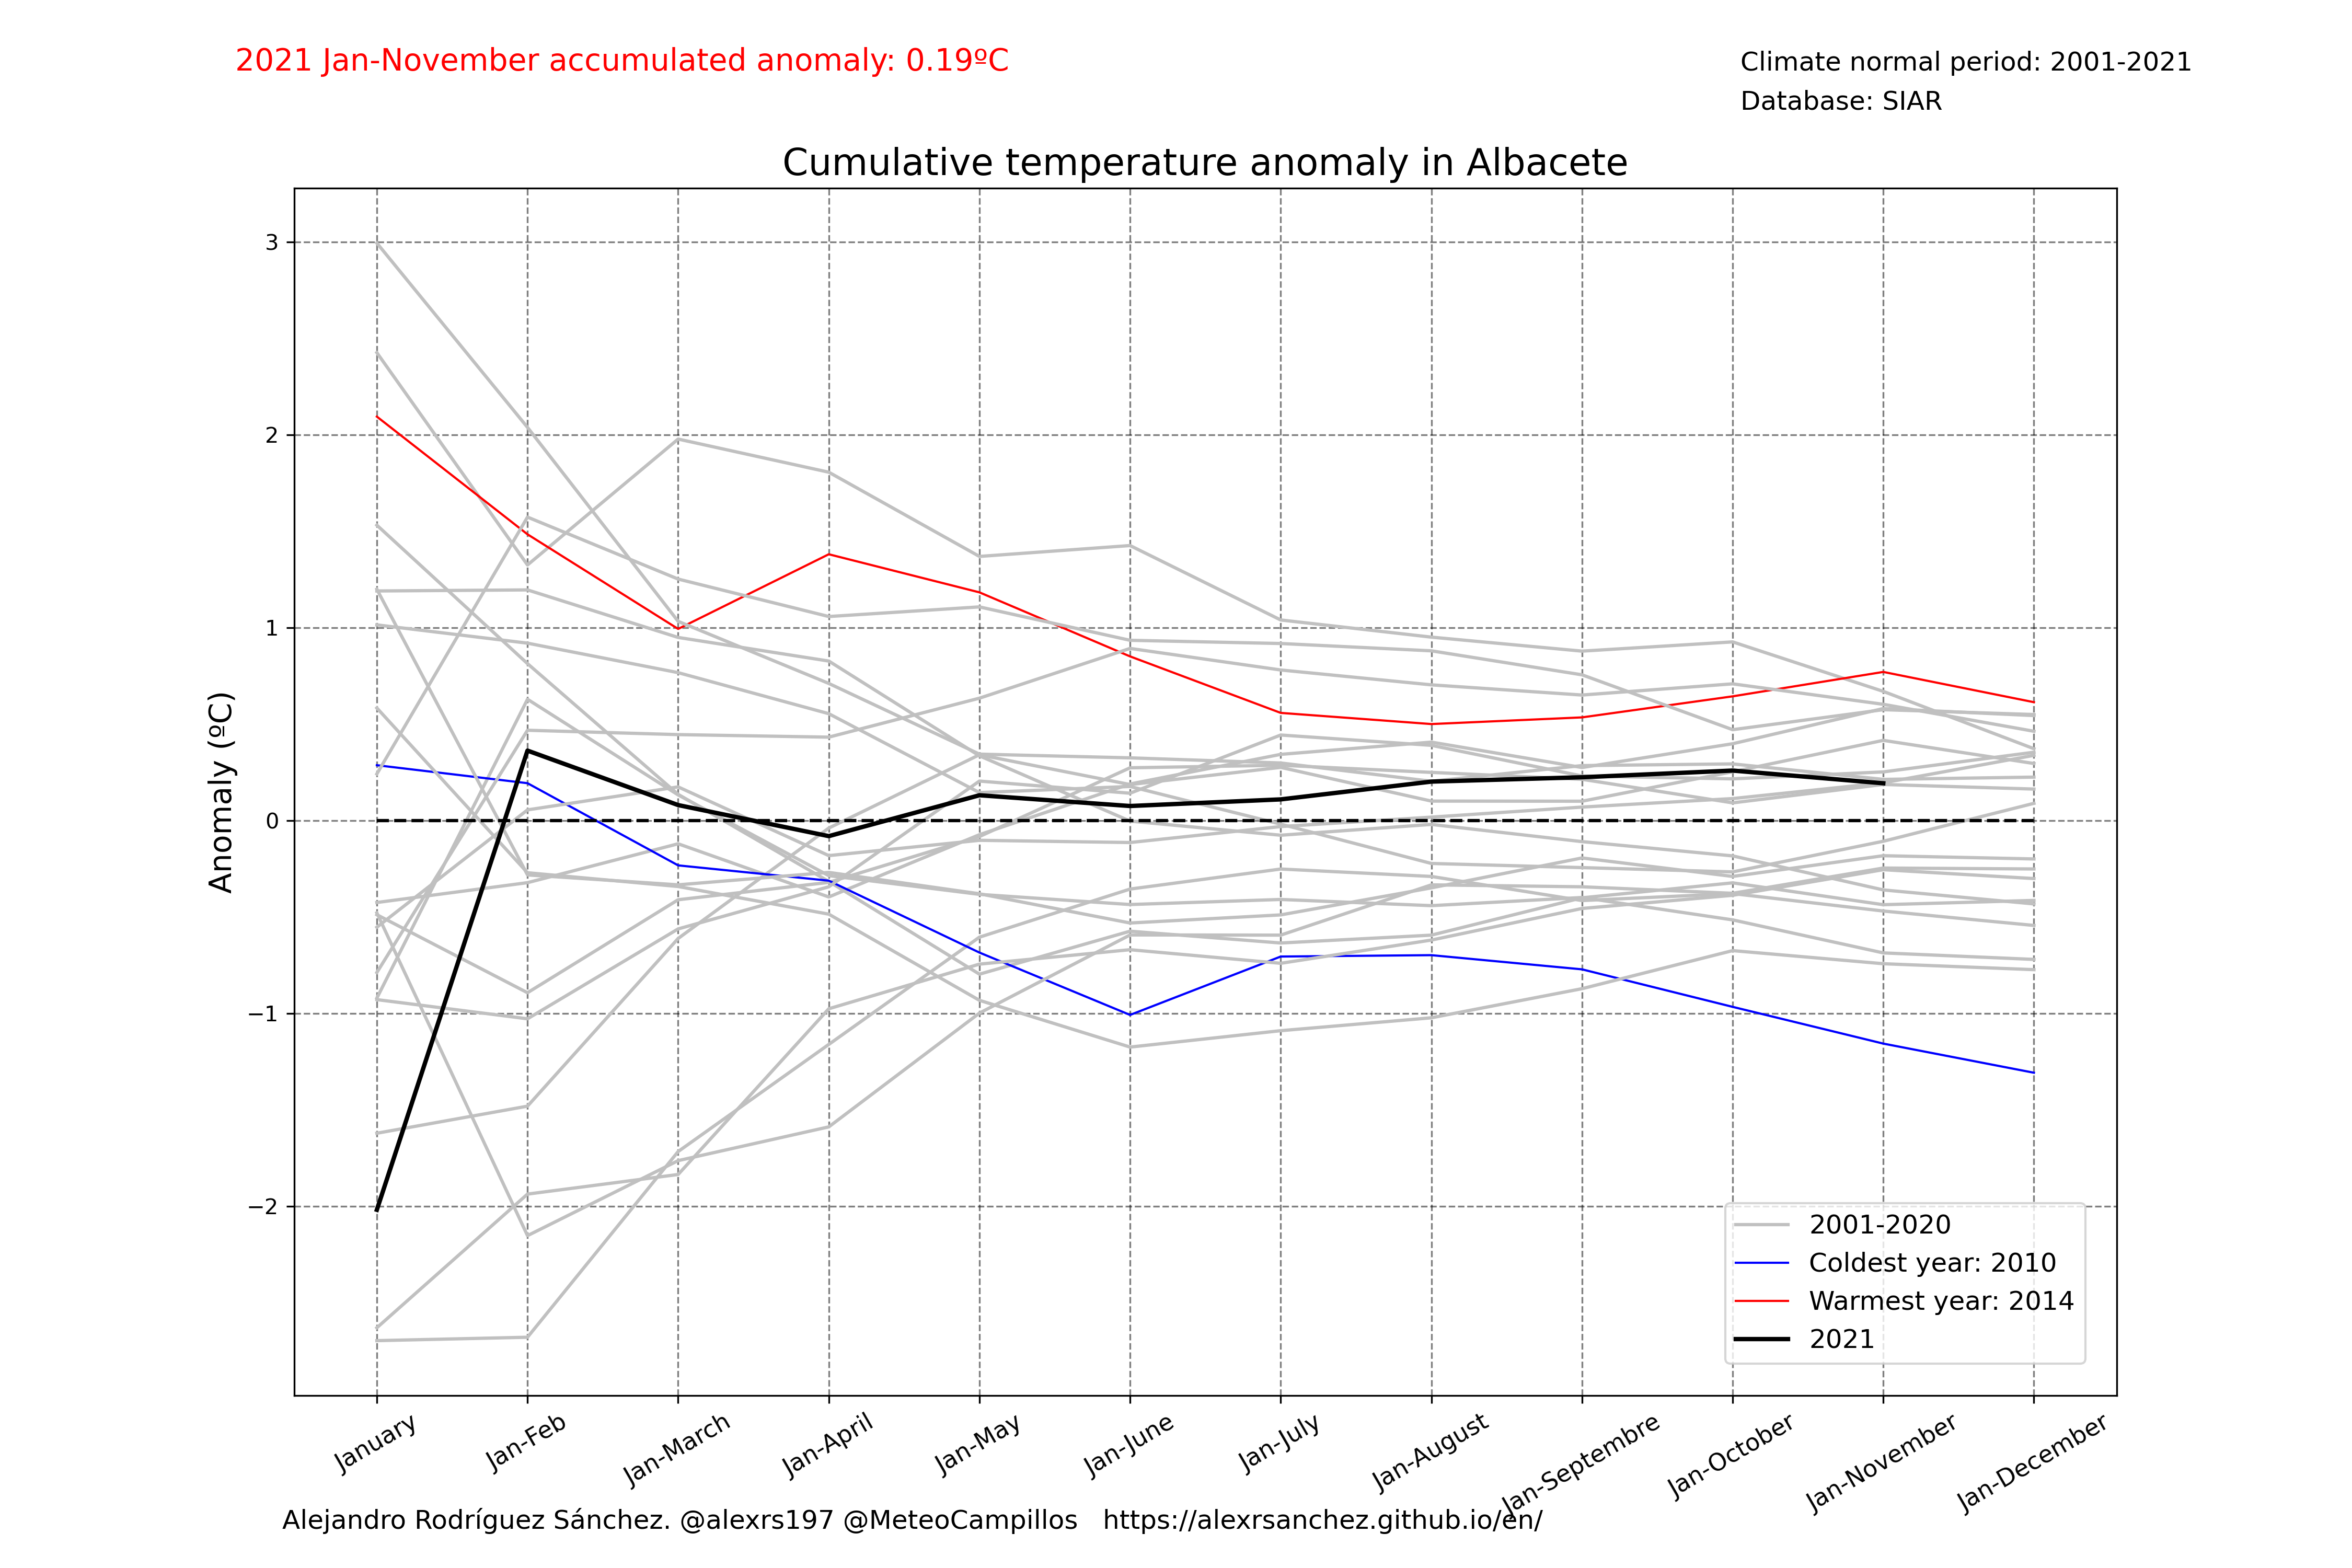 2021 Jan-November accumulated anomaly: 0.19ºC
Climate normal period: 2001-2021
Database: SIAR
Cumulative temperature anomaly in Albacete
Anomaly (ºC)
3
2
1
0
−1
−2
2001-2020
Coldest year: 2010
Warmest year: 2014
2021
January
Jan-Feb
Jan-March
Jan-April
Jan-May
Jan-June
Jan-July
Jan-August
Jan-Septembre
Jan-October
Jan-November
Jan-December
Alejandro Rodríguez Sánchez. @alexrs197 @MeteoCampillos https://alexrsanchez.github.io/en/